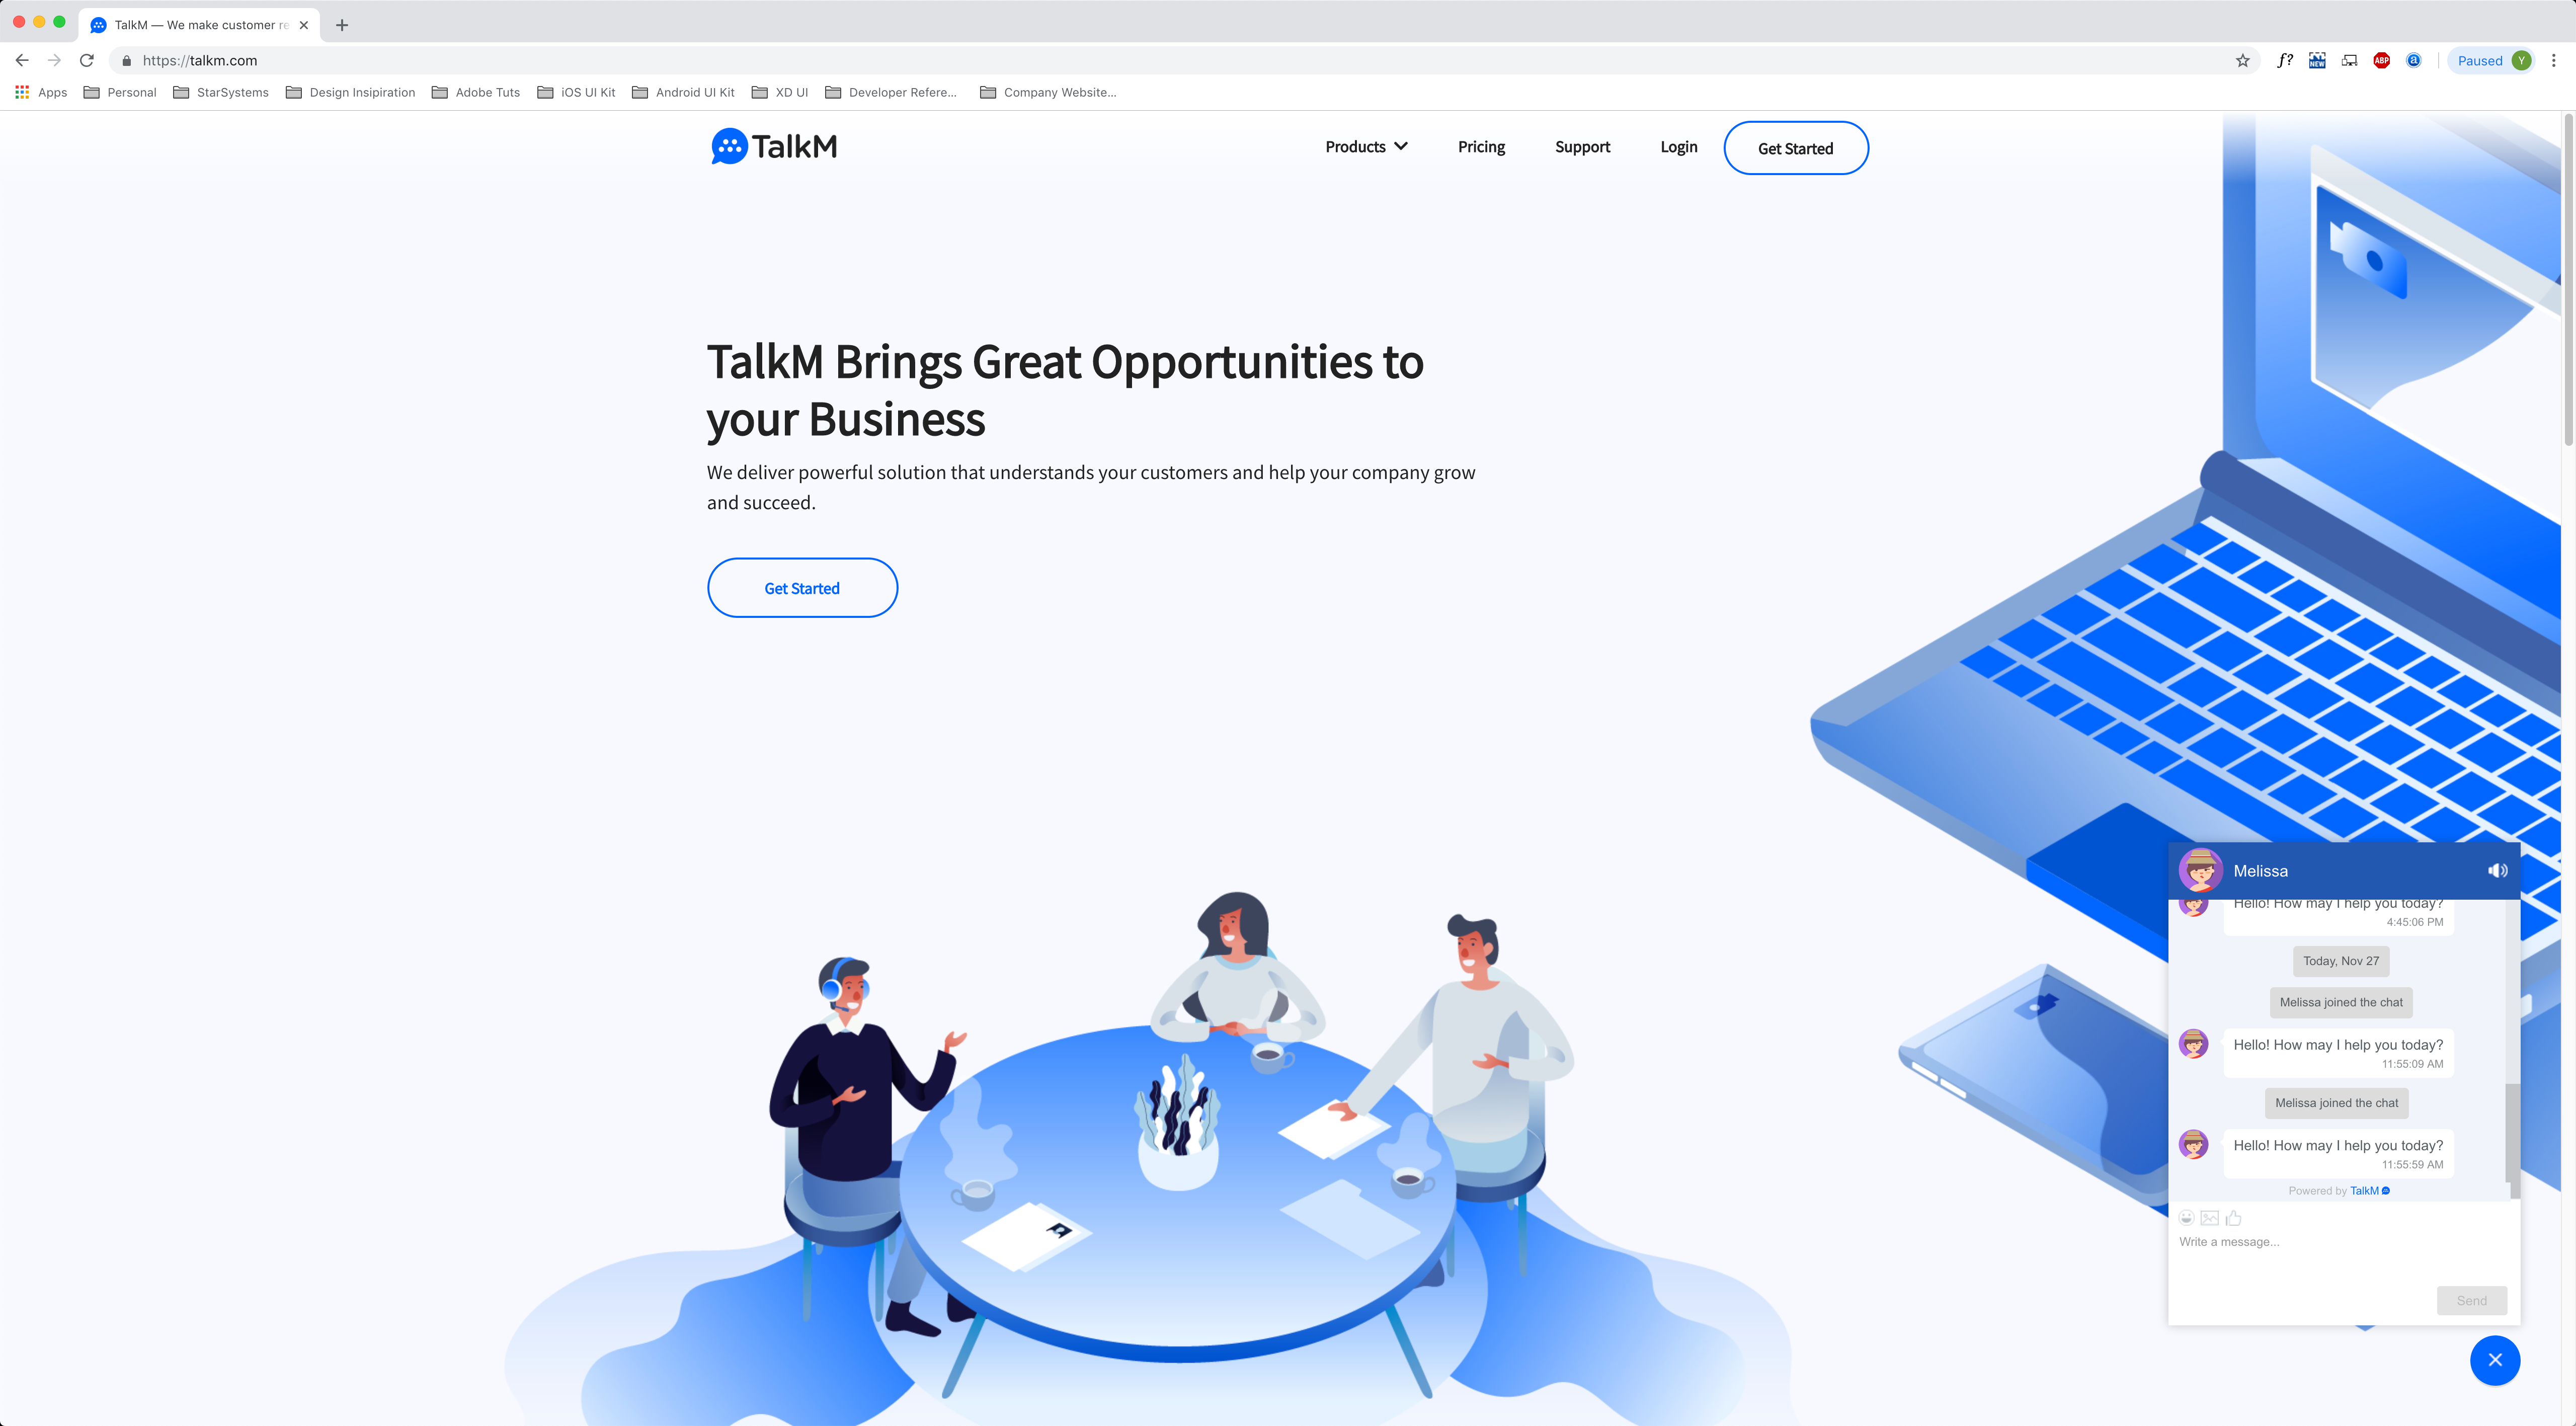 TalkM — We make customer re
https://talkm.com
ABP
NEW
Paused
Y
Apps
Personal
StarSystems
Design Insipiration
Adobe Tuts
iOS UI Kit
Android UI Kit
XD UI
Developer Refere...
Company Website...
TalkM
Products
Pricing
Support
Login
Get Started
TalkM Brings Great Opportunities to
your Business
We deliver powerful solution that understands your customers and help your company grow
and succeed.
Get Started
Melissa
Hello! How may I help you today?
4:45:06 PM
Today, Nov 27
Melissa joined the chat
Hello! How may I help you today?
11:55:09 AM
Melissa joined the chat
Hello! How may I help you today?
11:55:59 AM
Powered by TalkM
Write a message...
Send